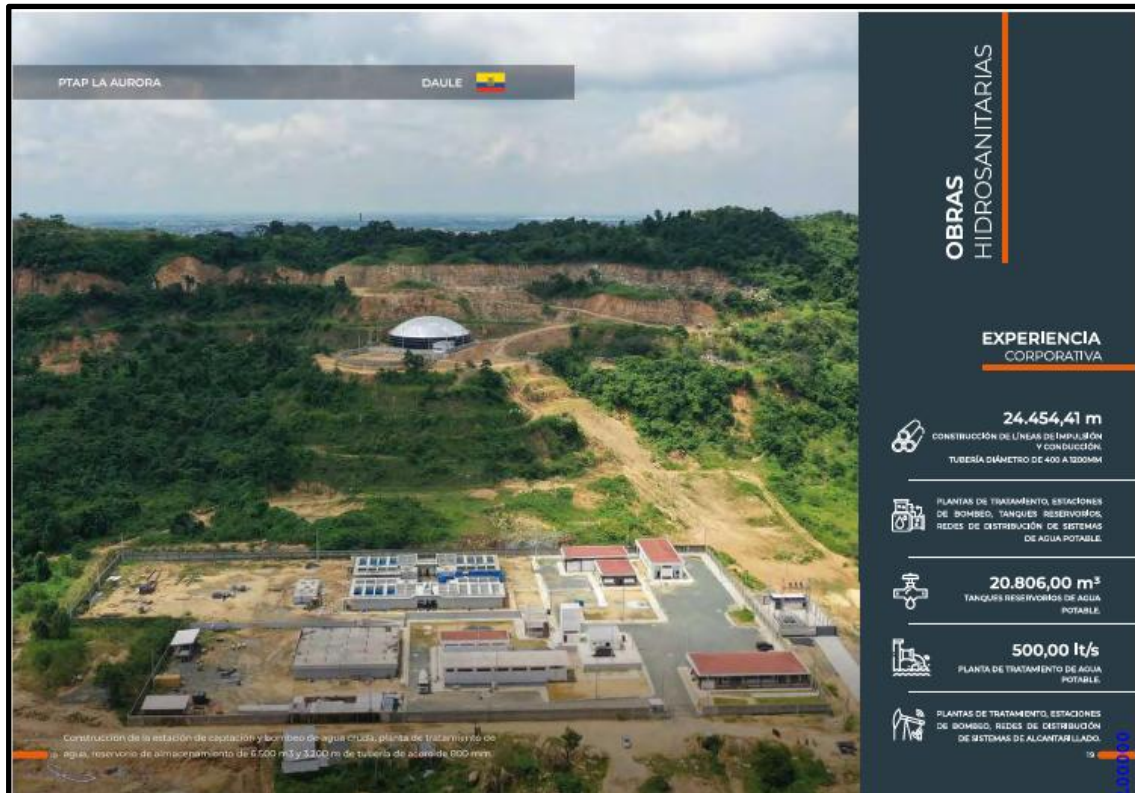 PTAP LA AURORA
DAULE
OBRAS
HIDROSANITARIAS
EXPERIENCIA
CORPORATIVA
24.454,41 m
CONSTRUCCIÓN DE LÍNEAS DE IMPULSIÓN
Y CONDUCCIÓN.
TUBERÍA DIÁMETRO DE 400 A 1200MM
PLANTAS DE TRATAMIENTO, ESTACIONES
DE BOMBEO, TANQUES RESERVORIOS,
REDES DE DISTRIBUCIÓN DE SISTEMAS
DE AGUA POTABLE.
20.806,00 m³
TANQUES RESERVORIOS DE AGUA
POTABLE.
500,00 lt/s
PLANTA DE TRATAMIENTO DE AGUA
POTABLE.
PLANTAS DE TRATAMIENTO, ESTACIONES
DE BOMBEO, REDES DE DISTRIBUCIÓN
DE SISTEMAS DE ALCANTARILLADO.
Construcción de la estación de captación y bombeo de agua cruda, planta de tratamiento de
agua, reservorio de almacenamiento de 6.500 m3 y 3.200 m de tubería de acero de 800 mm.
19